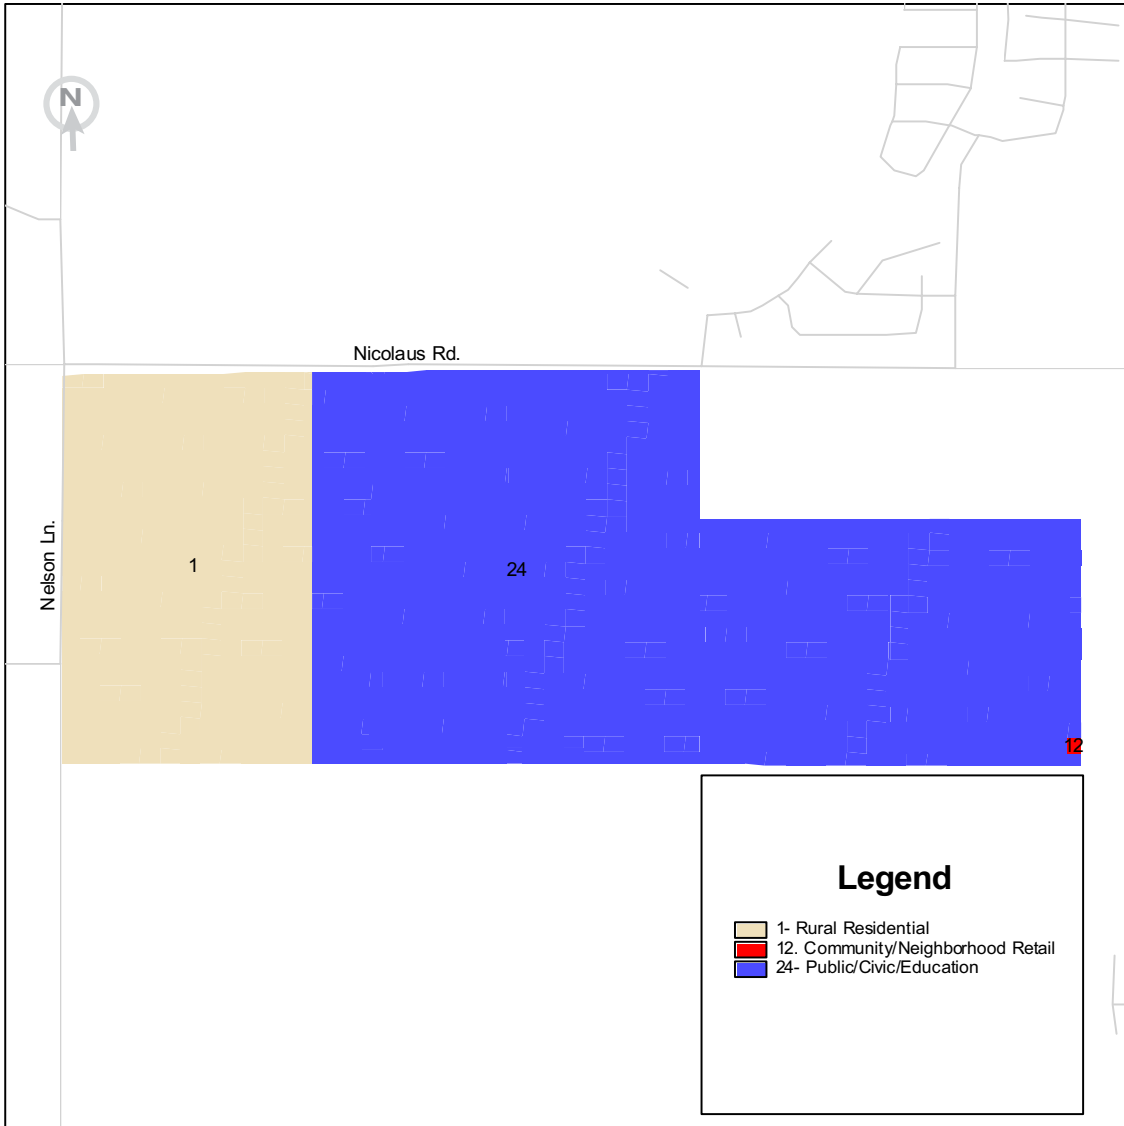 N
Nicolaus Rd.
Nelson Ln.
1
24
12
Legend
1- Rural Residential
12. Community/Neighborhood Retail
24- Public/Civic/Education